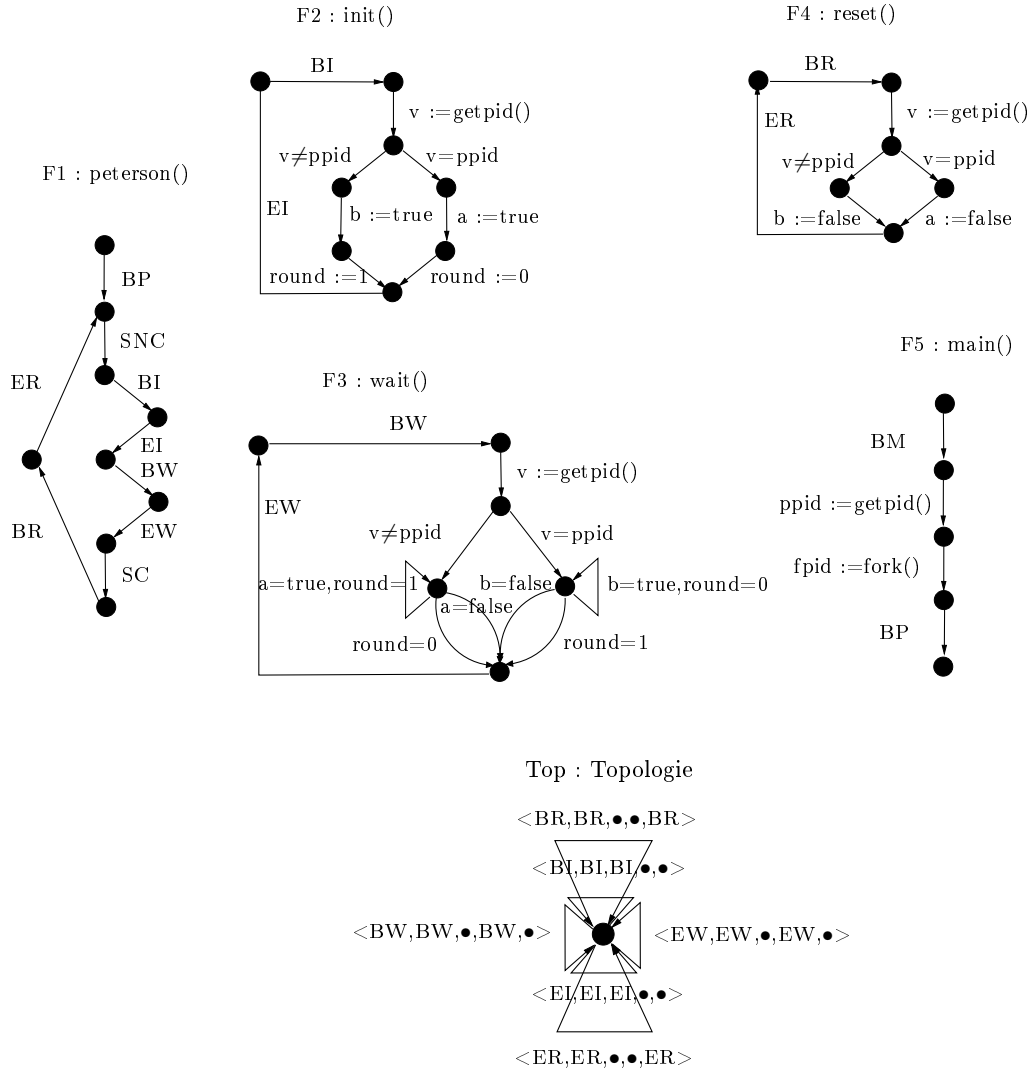 F2 : init()
F4 : reset()
BI
v :=getpid()
v≠ppid
v=ppid
EI
b :=true
a :=true
round :=1
round :=0
BR
v :=getpid()
ER
v≠ppid
v=ppid
b :=false
a :=false
F1 : peterson()
BP
SNC
BI
ER
EI
BW
BR
EW
SC
F3 : wait()
BW
v :=getpid()
EW
v≠ppid
v=ppid
a=true,round=1
b=false
b=true,round=0
a=false
round=0
round=1
F5 : main()
BM
ppid :=getpid()
fpid :=fork()
BP
Top : Topologie
<BR,BR,•,•,BR>
<BI,BI,BI,•,•>
<BW,BW,•,BW,•>
<EW,EW,•,EW,•>
<EI,EI,EI,•,•>
<ER,ER,•,•,ER>